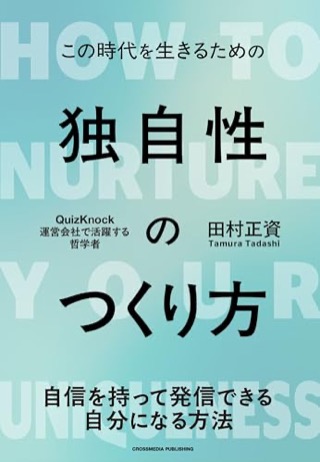 HOW TO
この時代を生きるための
独自性
NURTURE
QuizKnock
運営会社で活躍する
哲学者
の
田村正資
Tamura Tadashi
YOUR
つくり方
UNIQUENESS
自信を持って発信できる
自分になる方法
CROSSMEDIA PUBLISHING